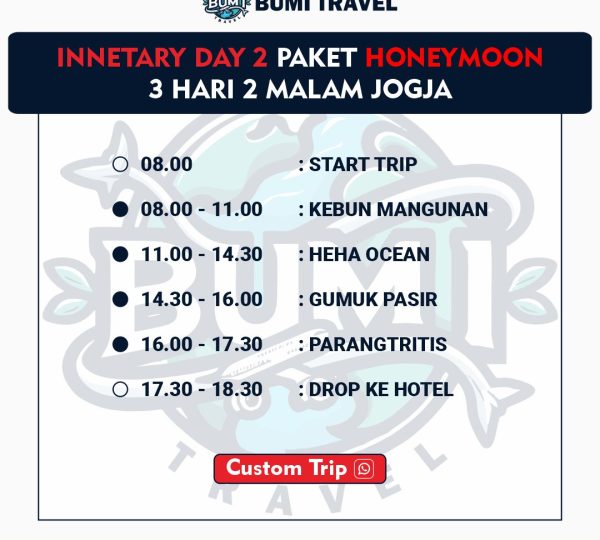 BUMI TRAVEL
INNETARY DAY 2 PAKET HONEYMOON
3 HARI 2 MALAM JOGJA
08.00 : START TRIP
08.00 - 11.00 : KEBUN MANGUNAN
11.00 - 14.30 : HEHA OCEAN
14.30 - 16.00 : GUMUK PASIR
16.00 - 17.30 : PARANGTRITIS
17.30 - 18.30 : DROP KE HOTEL
BUMI
TRAVEL
Custom Trip